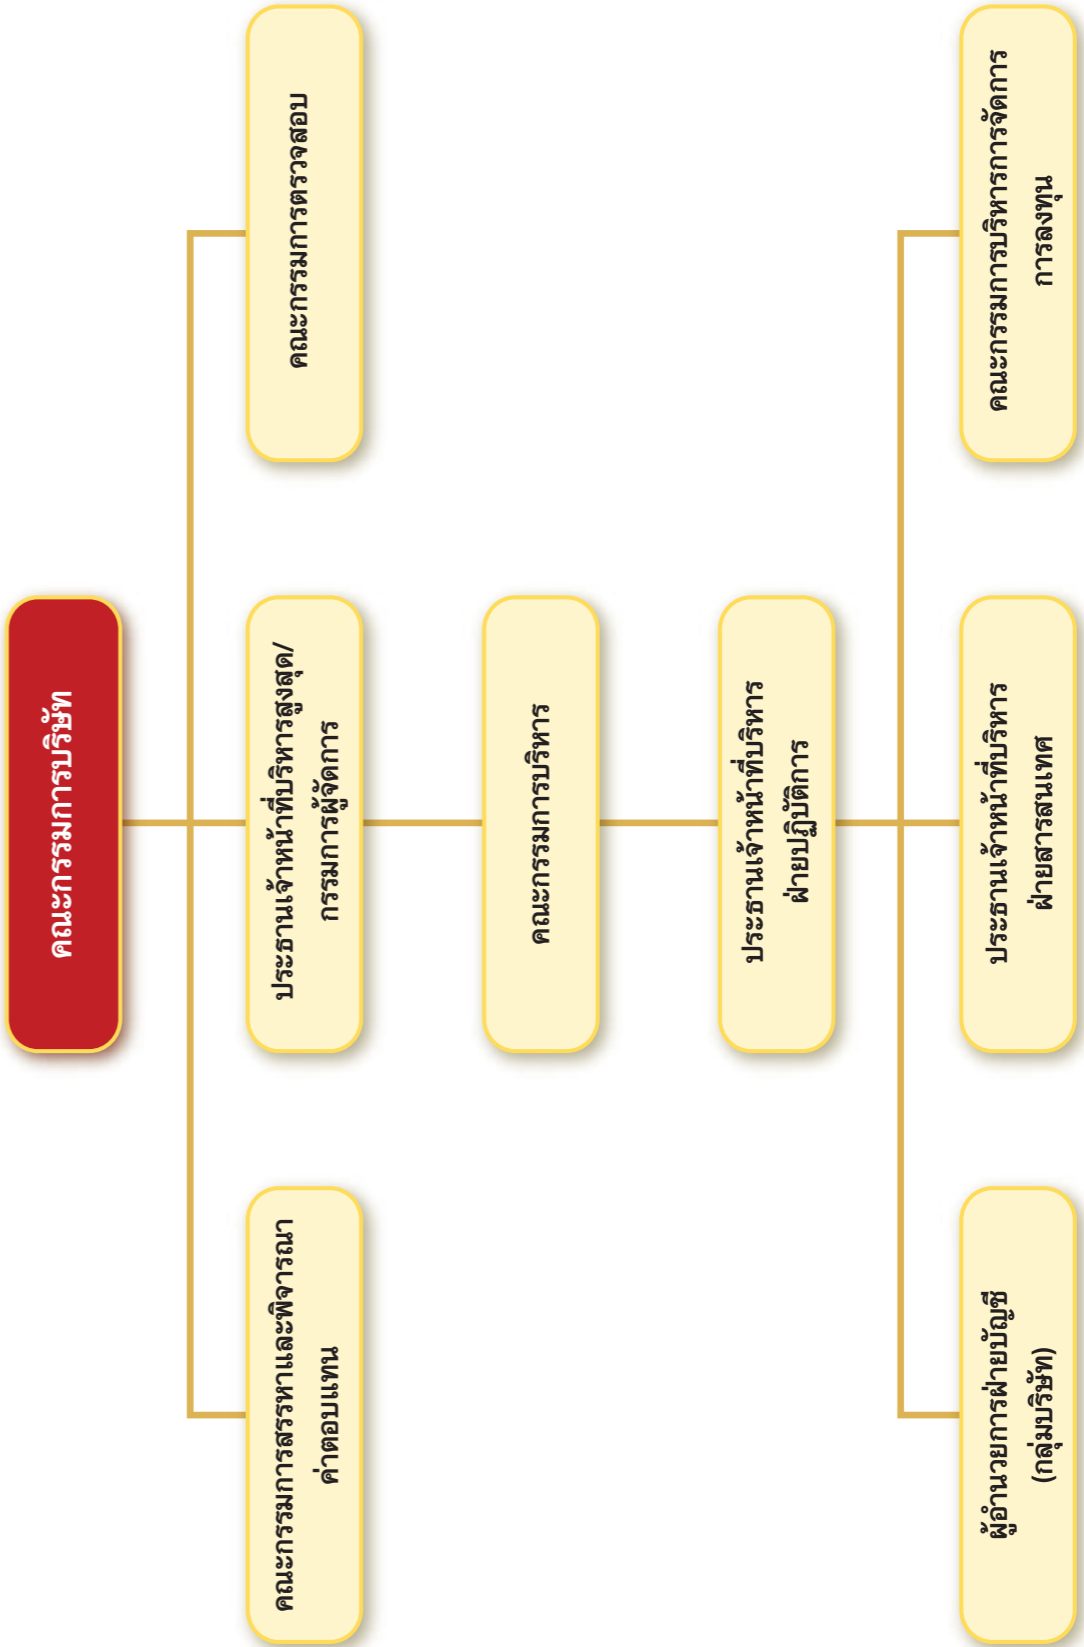 คณะกรรมการบริษัท
คณะกรรมการสรรหาและพิจารณา
ค่าตอบแทน
ประธานเจ้าหน้าที่บริหารสูงสุด/
กรรมการผู้จัดการ
คณะกรรมการตรวจสอบ
คณะกรรมการบริหาร
ประธานเจ้าหน้าที่บริหาร
ฝ่ายปฏิบัติการ
ผู้อำนวยการฝ่ายบัญชี
(กลุ่มบริษัท)
ประธานเจ้าหน้าที่บริหาร
ฝ่ายสารสนเทศ
คณะกรรมการบริหารการจัดการ
การลงทุน